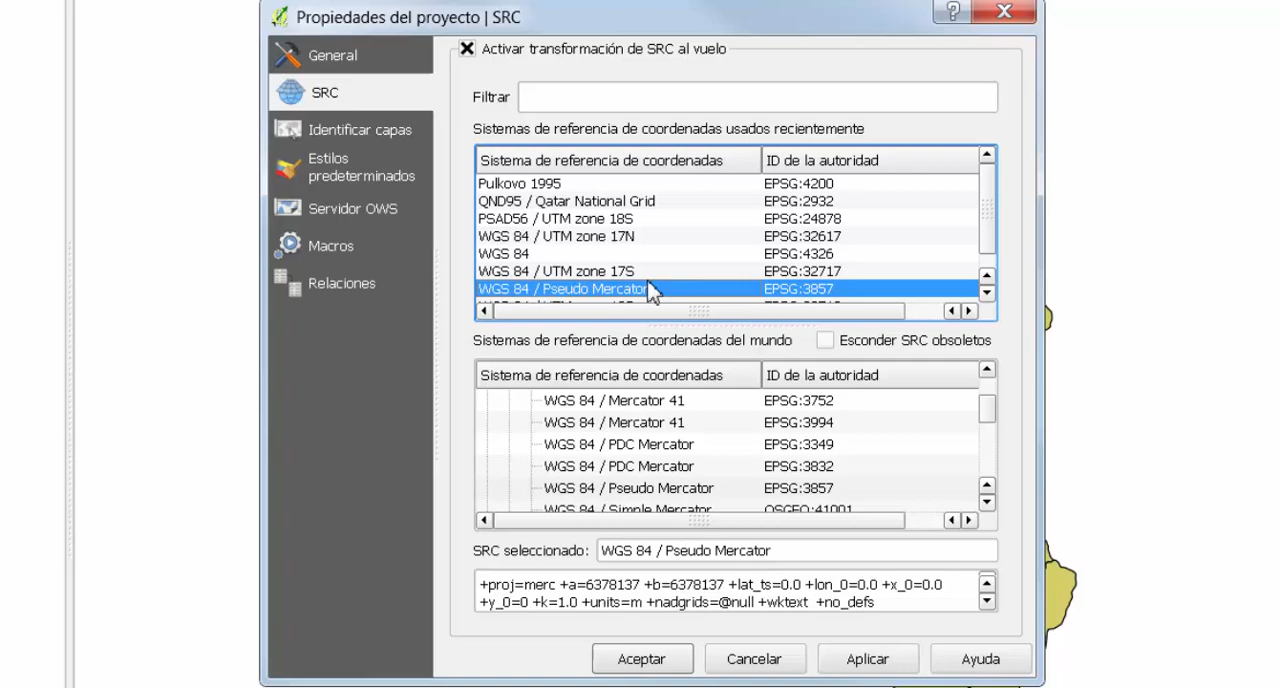 Propiedades del proyecto | SRC
General
SRC
Identificar capas
Estilos
predeterminados
Servidor OWS
Macros
Relaciones
Activar transformación de SRC al vuelo
Filtrar
Sistemas de referencia de coordenadas usados recientemente
Sistema de referencia de coordenadas ID de la autoridad
Pulkovo 1995 EPSG:4200
QND95 / Qatar National Grid EPSG:2932
PSAD56 / UTM zone 18S EPSG:24878
WGS 84 / UTM zone 17N EPSG:32617
WGS 84 EPSG:4326
WGS 84 / UTM zone 17S EPSG:32717
WGS 84 / Pseudo Mercator EPSG:3857
Sistemas de referencia de coordenadas del mundo Esconder SRC obsoletos
Sistema de referencia de coordenadas ID de la autoridad
WGS 84 / Mercator 41 EPSG:3752
WGS 84 / Mercator 41 EPSG:3994
WGS 84 / PDC Mercator EPSG:3349
WGS 84 / PDC Mercator EPSG:3832
WGS 84 / Pseudo Mercator EPSG:3857
WGS 84 / Simple Mercator OSGEO:41001
SRC seleccionado: WGS 84 / Pseudo Mercator
+proj=merc +a=6378137 +b=6378137 +lat_ts=0.0 +lon_0=0.0 +x_0=0.0
+y_0=0 +k=1.0 +units=m +nadgrids=@null +wktext +no_defs
Aceptar Cancelar Aplicar Ayuda